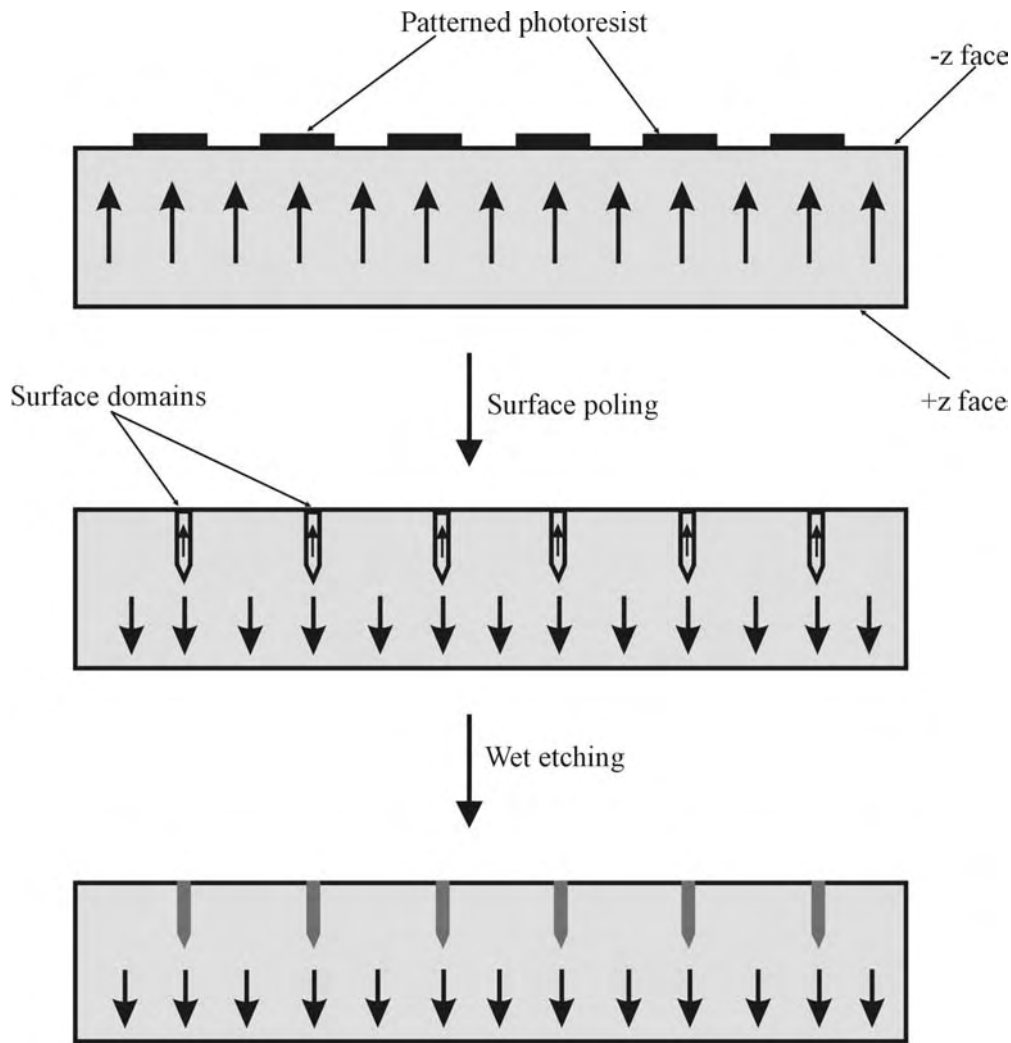 Patterned photoresist
-z face
Surface domains
Surface poling
+z face
Wet etching